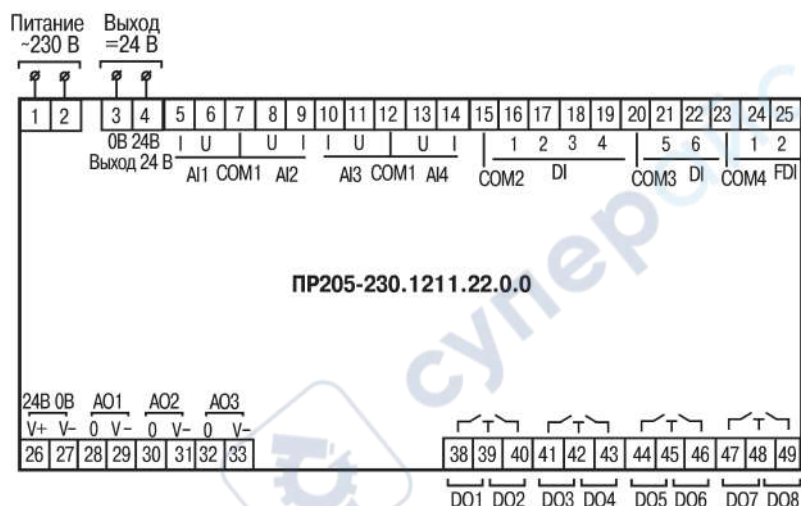 Питание Выход
~230 В =24 В
1 2 3 4 5 6 7 8 9 10 11 12 13 14 15 16 17 18 19 20 21 22 23 24 25
0В 24В I U U I I U U I 1 2 3 4 5 6 1 2
Выход 24 В AI1 COM1 AI2 AI3 COM1 AI4 COM2 DI COM3 DI COM4 FDI
ПР205-230.1211.22.0.0
суперайс
24В 0В АО1 АО2 АО3
V+ V- 0 V- 0 V- 0 V-
26 27 28 29 30 31 32 33 38 39 40 41 42 43 44 45 46 47 48 49
DO1 DO2 DO3 DO4 DO5 DO6 DO7 DO8